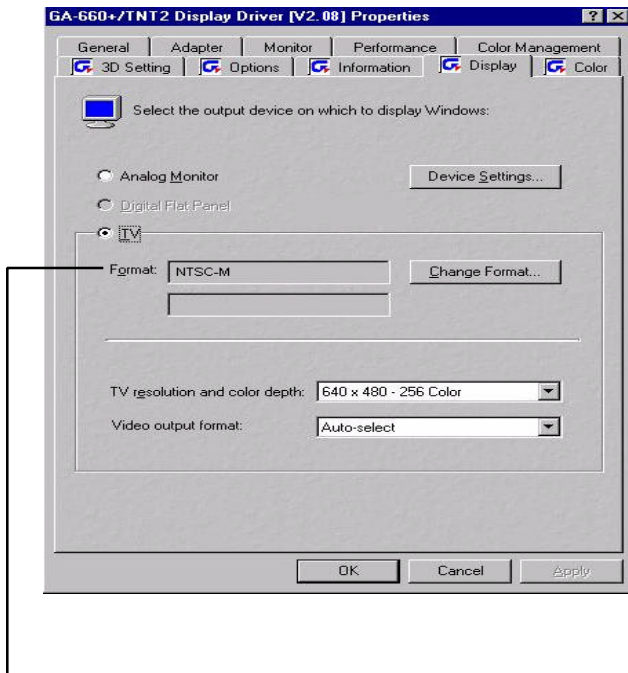 GA-660+/TNT2 Display Driver [V2.08] Properties
General Adapter Monitor Performance Color Management
3D Setting Options Information Display Color
Select the output device on which to display Windows:
Analog Monitor Device Settings...
Digital Flat Panel
TV
Format: NTSC-M Change Format...
TV resolution and color depth: 640 x 480 - 256 Color
Video output format: Auto-select
OK Cancel Apply